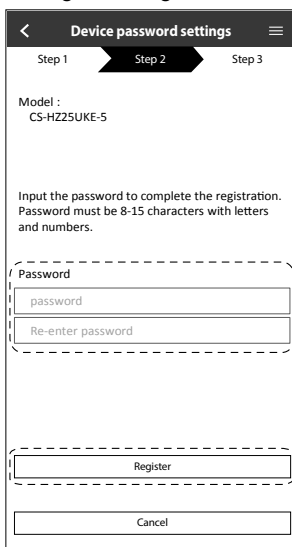 Device password settings
Step 1
Step 2
Step 3
Model :
CS-HZ25UKE-5
Input the password to complete the registration.
Password must be 8-15 characters with letters
and numbers.
Password
password
Re-enter password
Register
Cancel